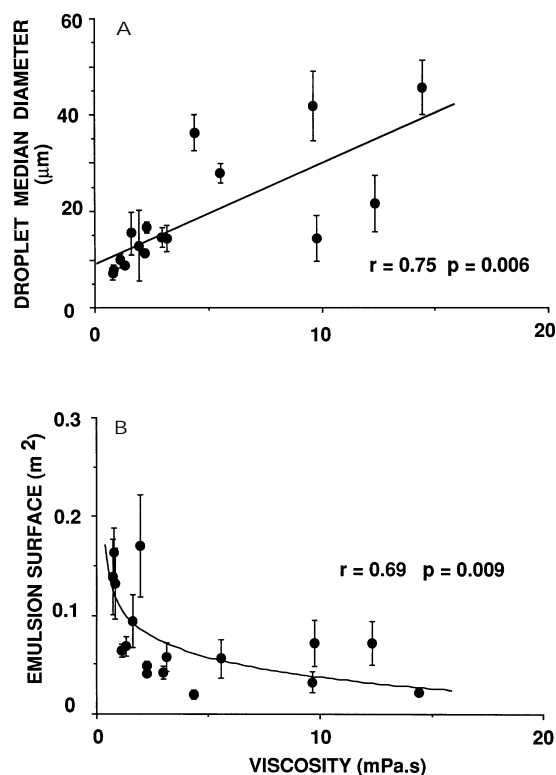 A
DROPLET MEDIAN DIAMETER
(µm)
60
40
20
0
r = 0.75 p = 0.006
0 10 20
B
EMULSION SURFACE (m 2)
0.3
0.2
0.1
0
r = 0.69 p = 0.009
0 10 20
VISCOSITY (mPa.s)